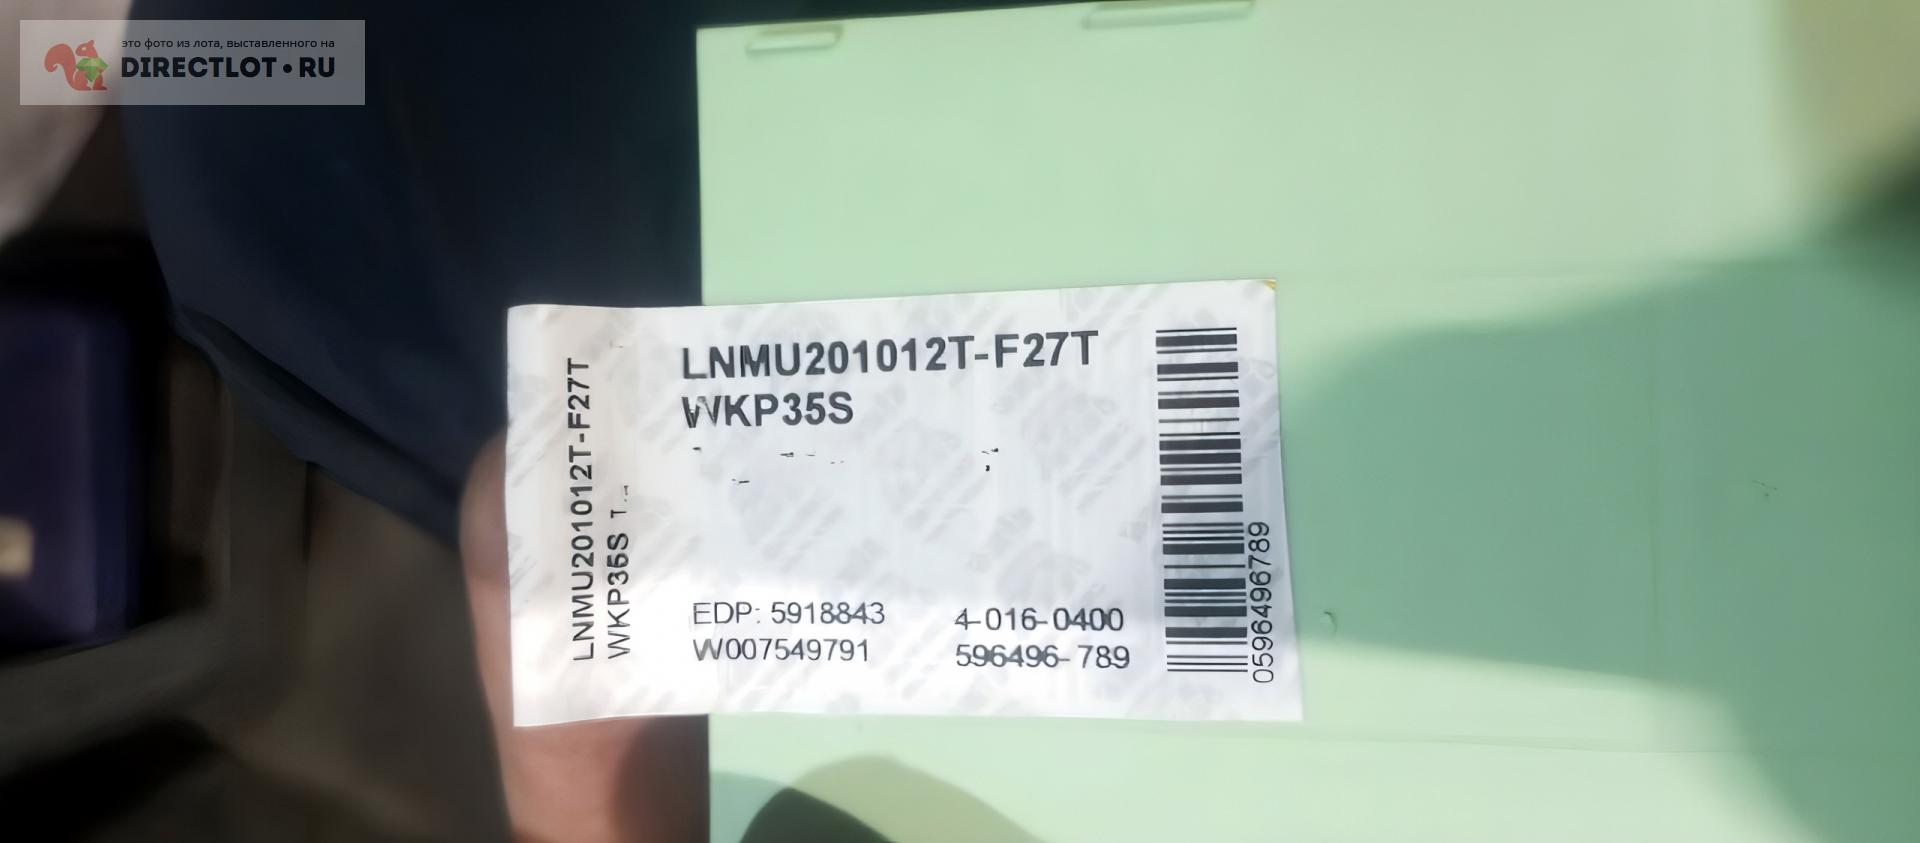 это фото из лота, выставленного на
DIRECTLOT•RU
LNMU201012T-F27T
WKP35S T
LNMU201012T-F27T
WKP35S
EDP: 5918843
4-016-0400
W007549791
596496-789
0596496789